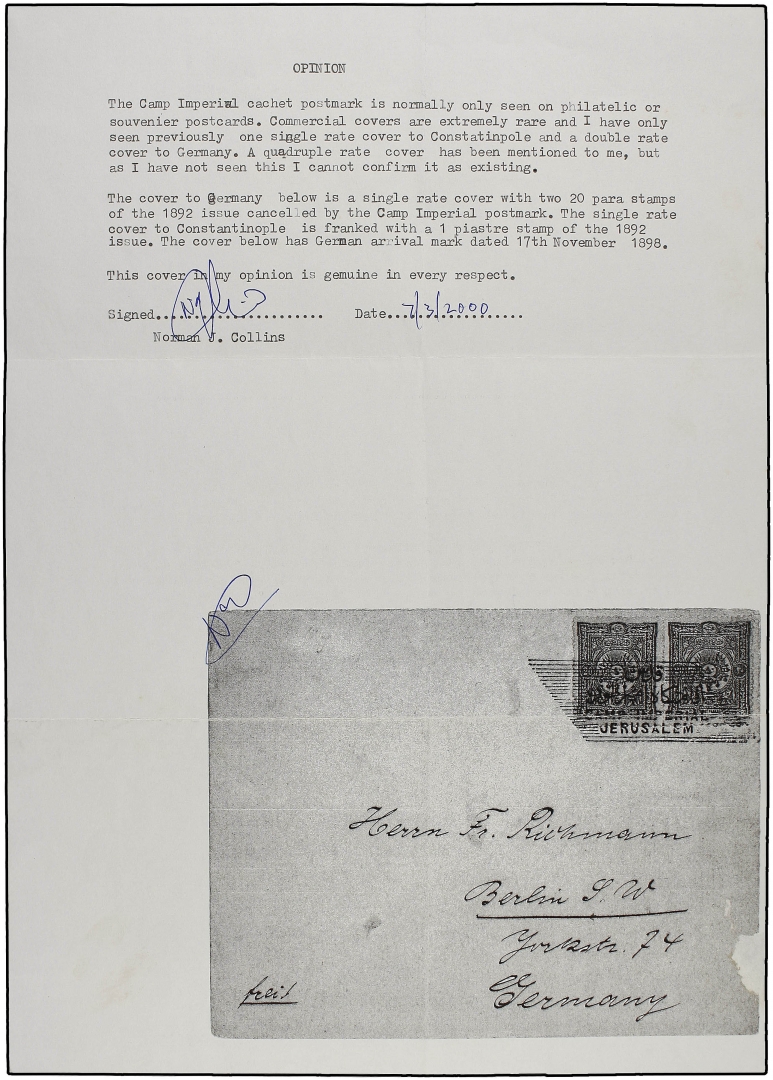 OPINION
The Camp Imperial cachet postmark is normally only seen on philatelic or
souvenier postcards. Commercial covers are extremely rare and I have only
seen previously one single rate cover to Constatinpole and a double rate
cover to Germany. A quadruple rate cover has been mentioned to me, but
as I have not seen this I cannot confirm it as existing.
The cover to Germany below is a single rate cover with two 20 para stamps
of the 1892 issue cancelled by the Camp Imperial postmark. The single rate
cover to Constantinople is franked with a 1 piastre stamp of the 1892
issue. The cover below has German arrival mark dated 17th November 1898.
This cover in my opinion is gemuine in every respect.
Signed........................ Date...7/3/2000......
Norman J. Collins
CAMP IMPERIAL
JERUSALEM
Herrn Fr. Richmann
Berlin S.W
Yorkstr. 74
Germany